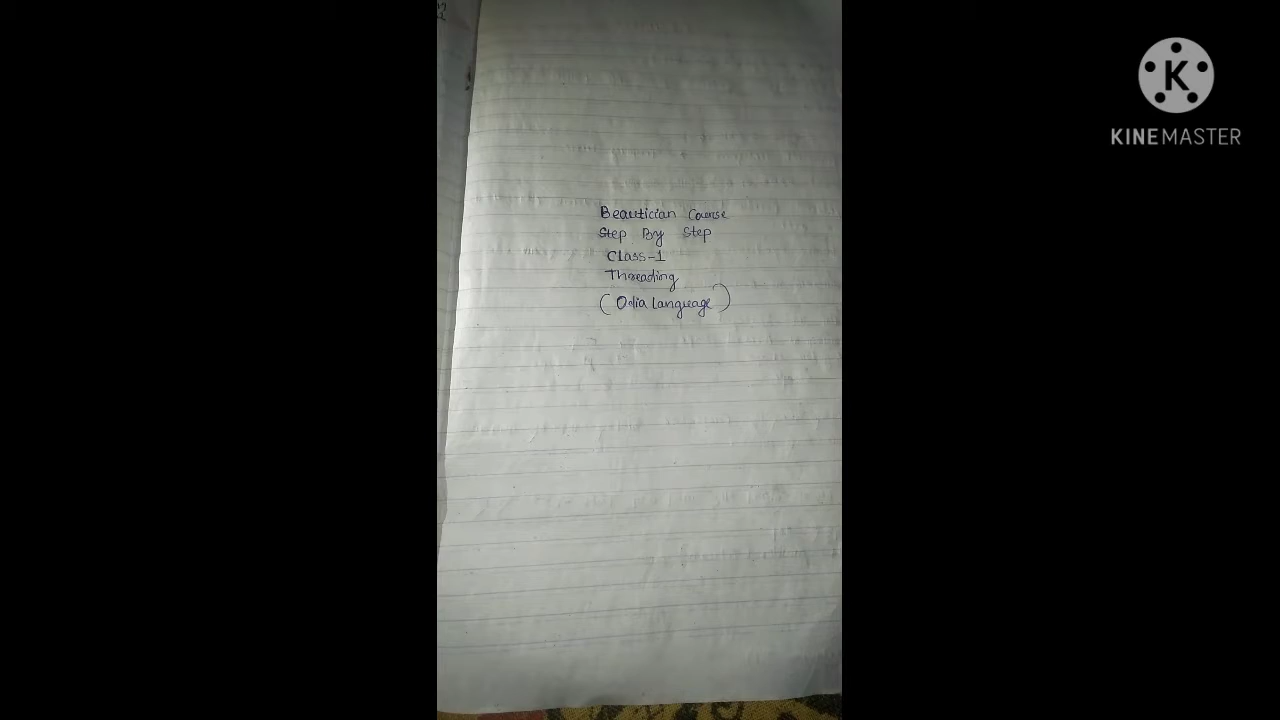 Beautician Course
Step By Step
Class-1
Threading
(Odia Language)
K
KINEMASTER